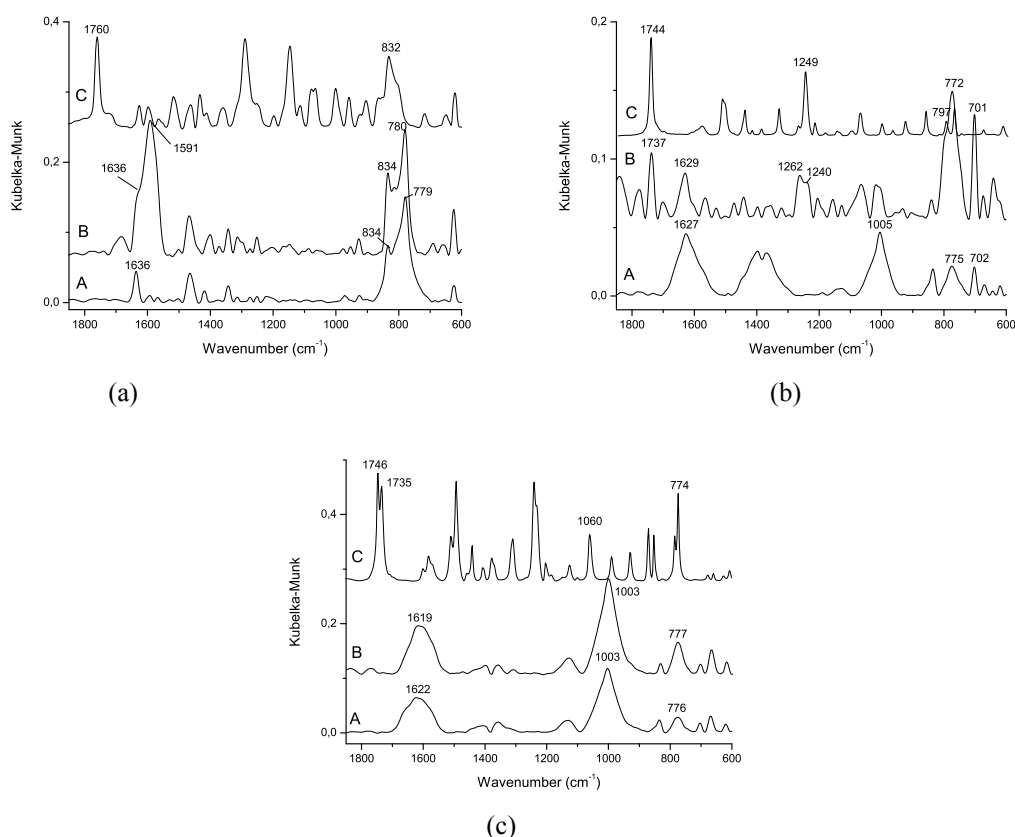 0,4
0,2
0,0
Kubelka-Munk
1760
832
C
1591
1636
780
834
779
B
834
1636
A
1800 1600 1400 1200 1000 800 600
Wavenumber (cm-1)
(a)
0,2
0,1
0,0
Kubelka-Munk
1744
1249
772
C
797
701
1737
B
1629
1262
1240
1627
1005
A
775
702
1800 1600 1400 1200 1000 800 600
Wavenumber (cm-1)
(b)
0,4
0,2
0,0
Kubelka-Munk
1746
1735
774
1060
C
1003
1619
B
777
1003
1622
A
776
1800 1600 1400 1200 1000 800 600
Wavenumber (cm-1)
(c)